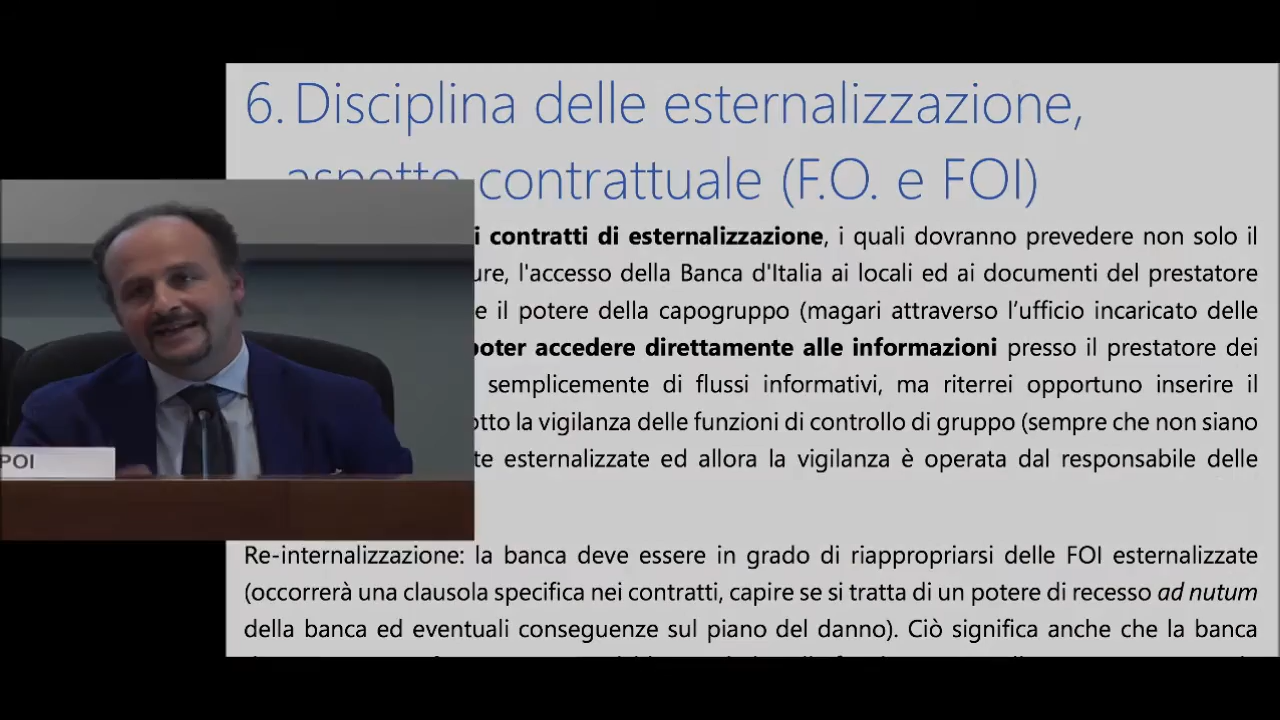 6. Disciplina delle esternalizzazione,
aspetto contrattuale (F.O. e FOI)
i contratti di esternalizzazione, i quali dovranno prevedere non solo il
ure, l'accesso della Banca d'Italia ai locali ed ai documenti del prestatore
e il potere della capogruppo (magari attraverso l’ufficio incaricato delle
poter accedere direttamente alle informazioni presso il prestatore dei
semplicemente di flussi informativi, ma riterrei opportuno inserire il
otto la vigilanza delle funzioni di controllo di gruppo (sempre che non siano
te esternalizzate ed allora la vigilanza è operata dal responsabile delle
POI
Re-internalizzazione: la banca deve essere in grado di riappropriarsi delle FOI esternalizzate
(occorrerà una clausola specifica nei contratti, capire se si tratta di un potere di recesso ad nutum
della banca ed eventuali conseguenze sul piano del danno). Ciò significa anche che la banca